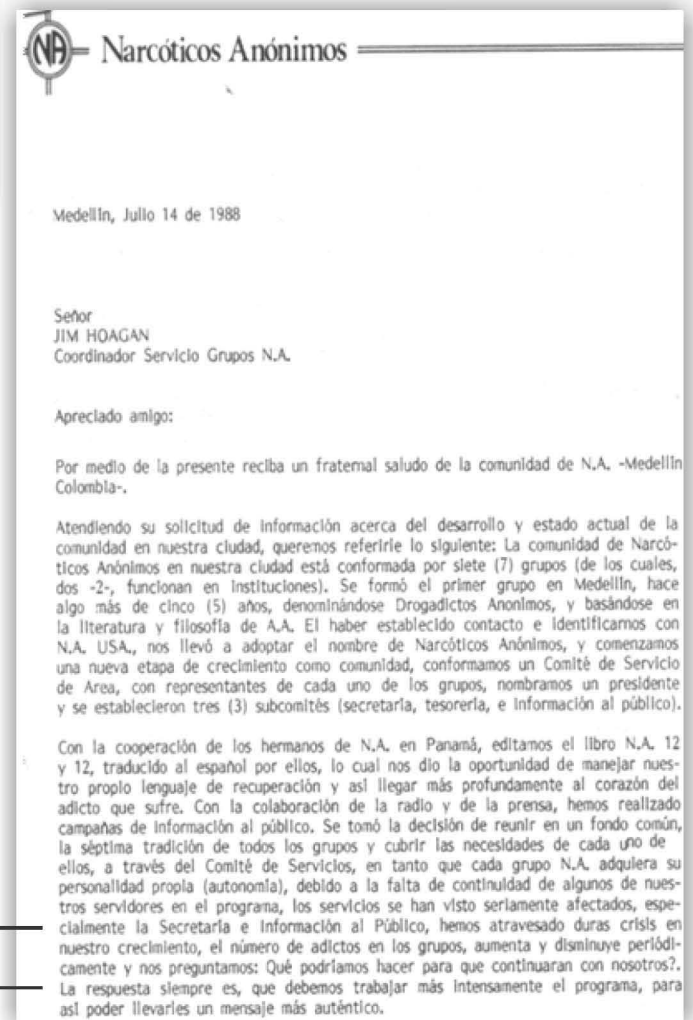 NA Narcóticos Anónimos
Medellín, Julio 14 de 1988
Señor
JIM HOAGAN
Coordinador Servicio Grupos N.A.
Apreciado amigo:
Por medio de la presente reciba un fraternal saludo de la comunidad de N.A. -Medellín
Colombia-.
Atendiendo su solicitud de información acerca del desarrollo y estado actual de la
comunidad en nuestra ciudad, queremos referirle lo siguiente: La comunidad de Narcó-
ticos Anónimos en nuestra ciudad está conformada por siete (7) grupos (de los cuales,
dos -2-, funcionan en instituciones). Se formó el primer grupo en Medellín, hace
algo más de cinco (5) años, denominándose Drogadictos Anonimos, y basándose en
la literatura y filosofía de A.A. El haber establecido contacto e identificarnos con
N.A. USA., nos llevó a adoptar el nombre de Narcóticos Anónimos, y comenzamos
una nueva etapa de crecimiento como comunidad, conformamos un Comité de Servicio
de Area, con representantes de cada uno de los grupos, nombramos un presidente
y se establecieron tres (3) subcomités (secretaría, tesorería, e información al público).
Con la cooperación de los hermanos de N.A. en Panamá, editamos el libro N.A. 12
y 12, traducido al español por ellos, lo cual nos dio la oportunidad de manejar nues-
tro propio lenguaje de recuperación y así llegar más profundamente al corazón del
adicto que sufre. Con la colaboración de la radio y de la prensa, hemos realizado
campañas de información al público. Se tomó la decisión de reunir en un fondo común,
la séptima tradición de todos los grupos y cubrir las necesidades de cada uno de
ellos, a través del Comité de Servicios, en tanto que cada grupo N.A. adquiera su
personalidad propia (autonomía), debido a la falta de continuidad de algunos de nues-
tros servidores en el programa, los servicios se han visto seriamente afectados, espe-
cialmente la Secretaría e Información al Público, hemos atravesado duras crisis en
nuestro crecimiento, el número de adictos en los grupos, aumenta y disminuye periódi-
camente y nos preguntamos: Qué podríamos hacer para que continuaran con nosotros?.
La respuesta siempre es, que debemos trabajar más intensamente el programa, para
así poder llevarles un mensaje más auténtico.